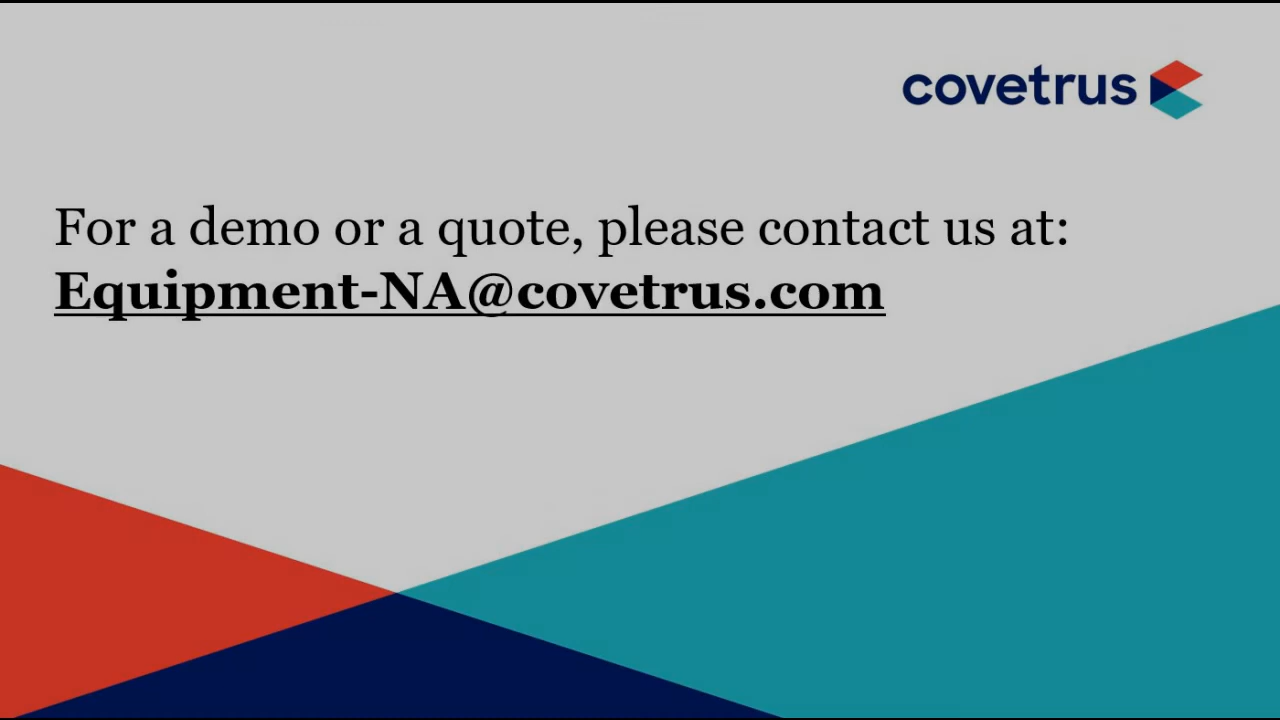 covetrus
For a demo or a quote, please contact us at:
Equipment-NA@covetrus.com